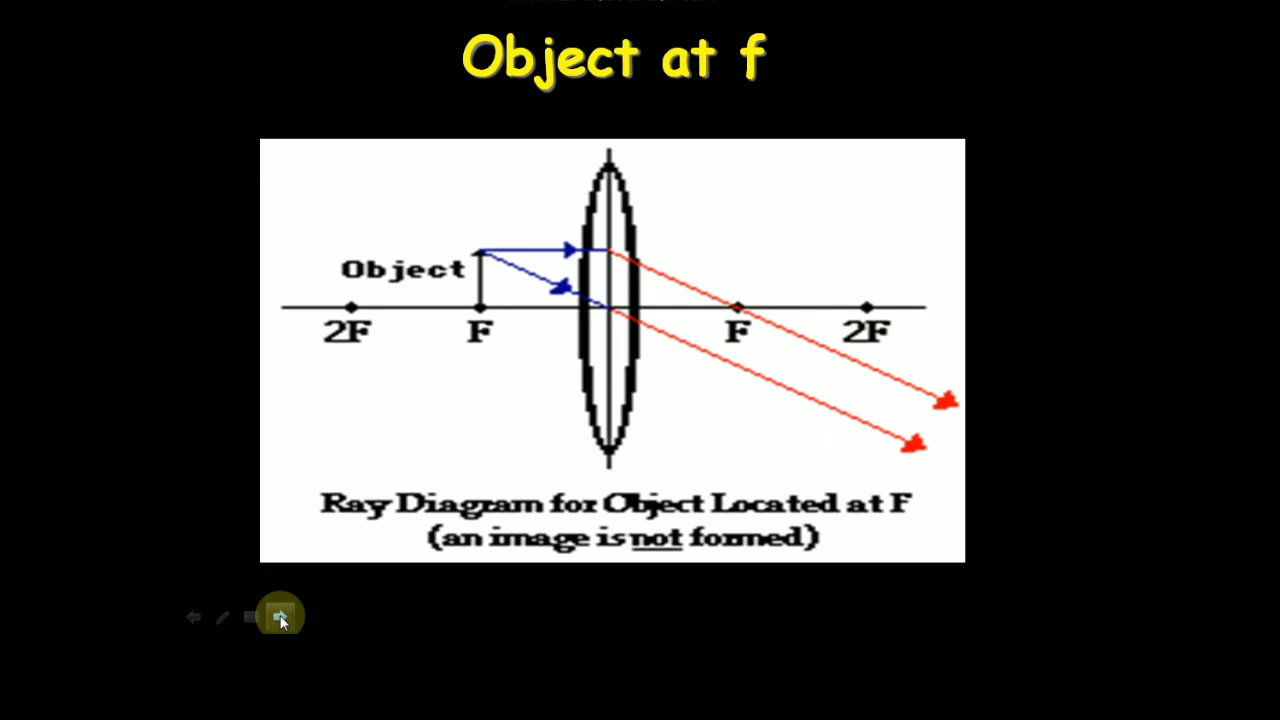 Object at f
Object
2F F F 2F
Ray Diagram for Object Located at F
(an image is not formed)